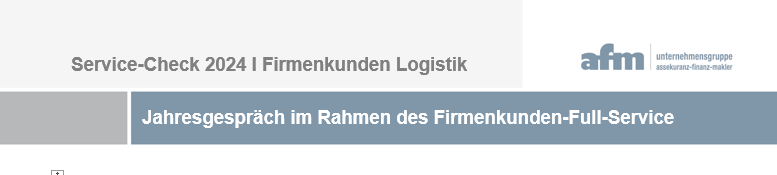 Service-Check 2024 I Firmenkunden Logistik
afm unternehmensgruppe
assekuranz-finanz-makler
Jahresgespräch im Rahmen des Firmenkunden-Full-Service